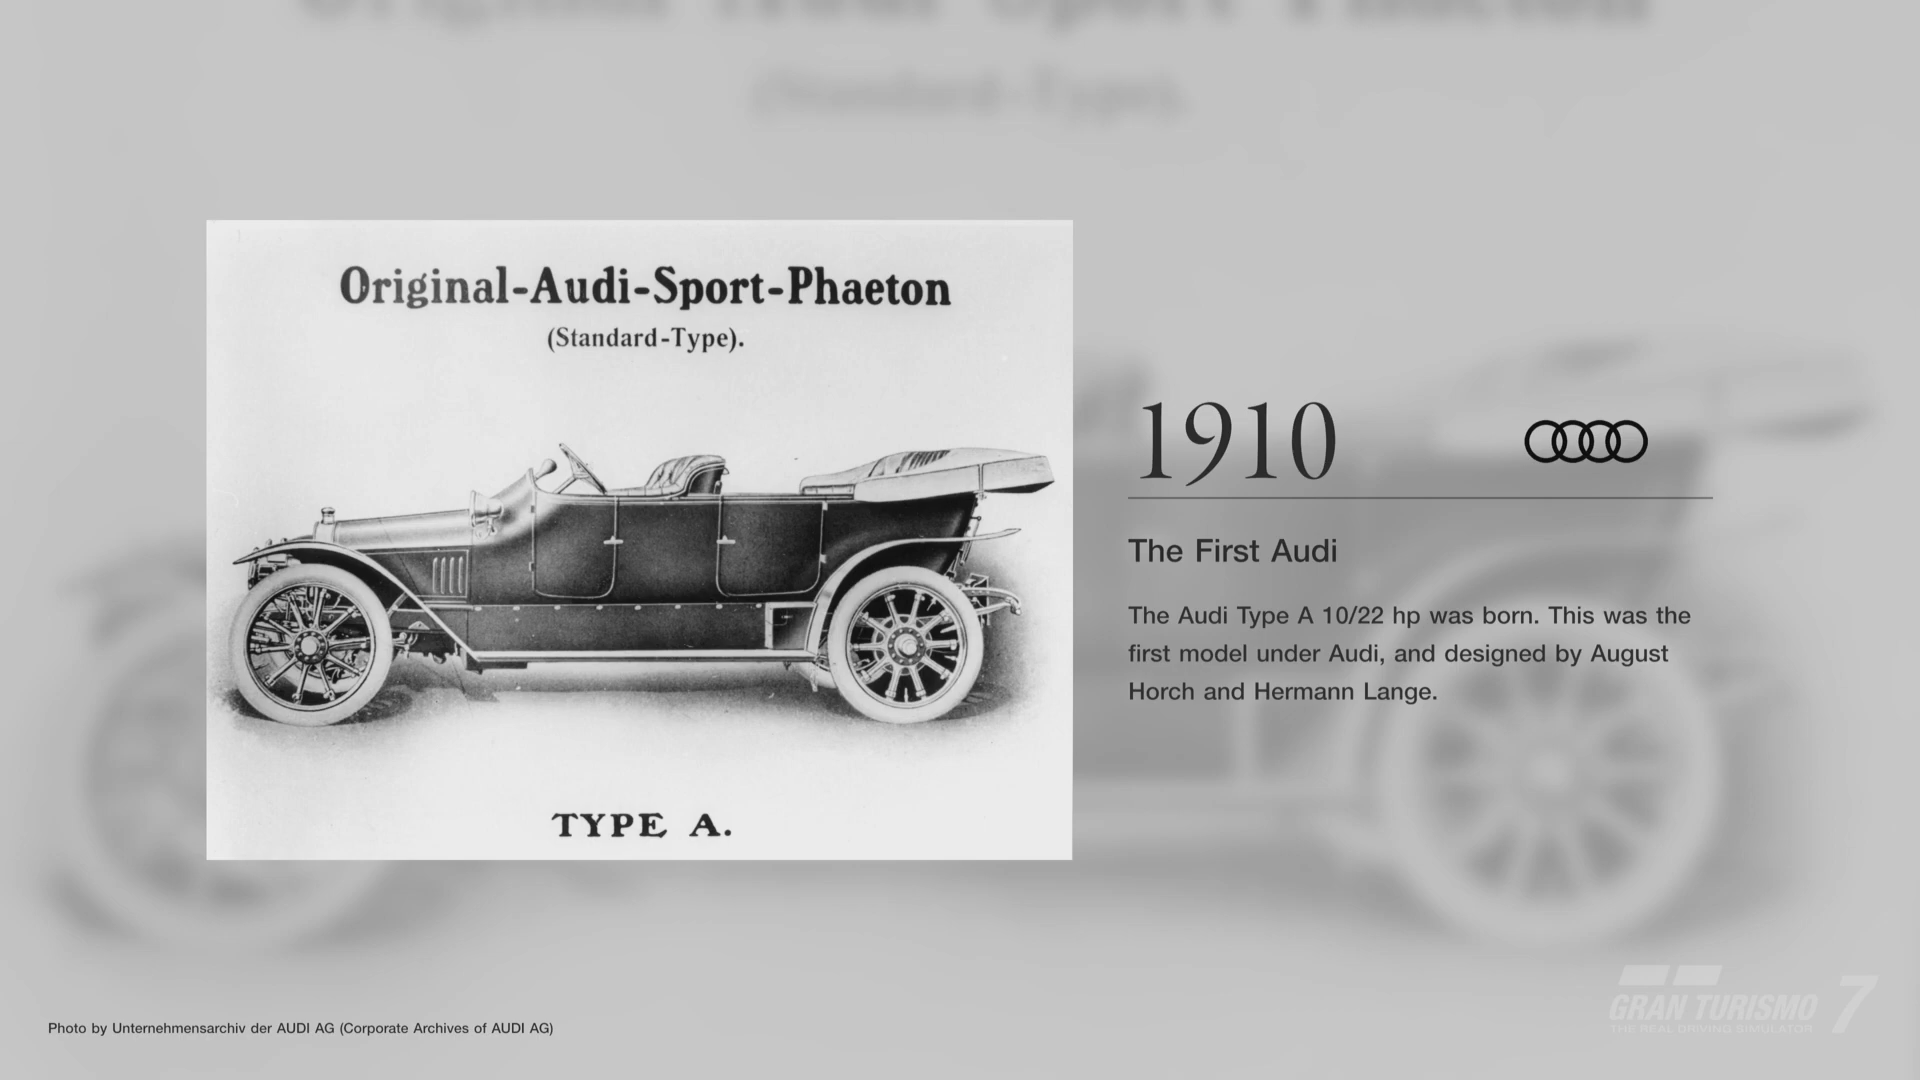 Original-Audi-Sport-Phaeton
(Standard-Type).
TYPE A.
1910
The First Audi
The Audi Type A 10/22 hp was born. This was the
first model under Audi, and designed by August
Horch and Hermann Lange.
Photo by Unternehmensarchiv der AUDI AG (Corporate Archives of AUDI AG)
GRAN TURISMO 7
THE REAL DRIVING SIMULATOR